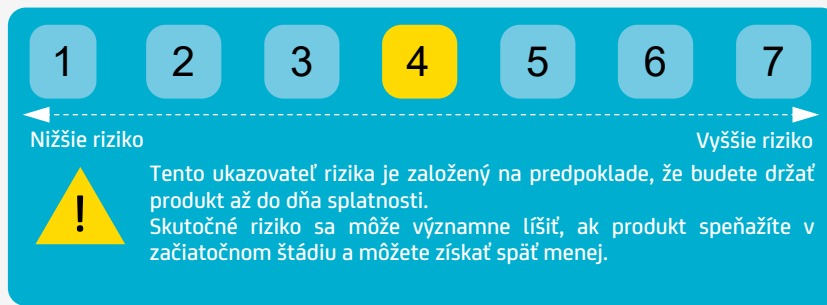 1 2 3 4 5 6 7
Nižšie riziko Vyššie riziko
Tento ukazovateľ rizika je založený na predpoklade, že budete držať
produkt až do dňa splatnosti.
!
Skutočné riziko sa môže významne líšiť, ak produkt speňažíte v
začiatočnom štádiu a môžete získať späť menej.